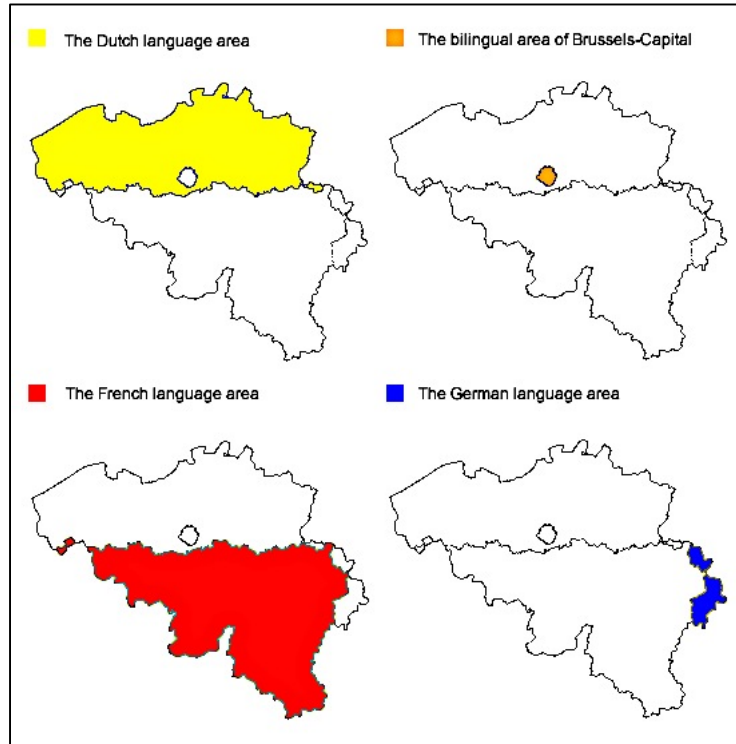 The Dutch language area
The bilingual area of Brussels-Capital
The French language area
The German language area